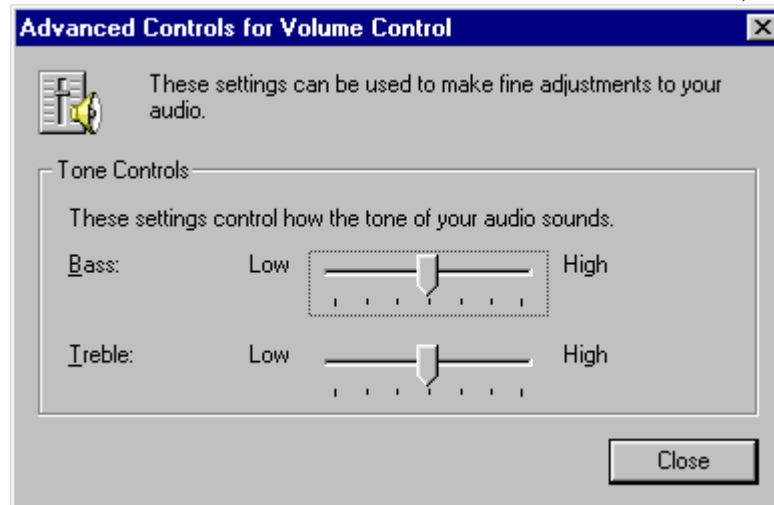 Advanced Controls for Volume Control
These settings can be used to make fine adjustments to your
audio.
Tone Controls
These settings control how the tone of your audio sounds.
Bass: Low High
Treble: Low High
Close